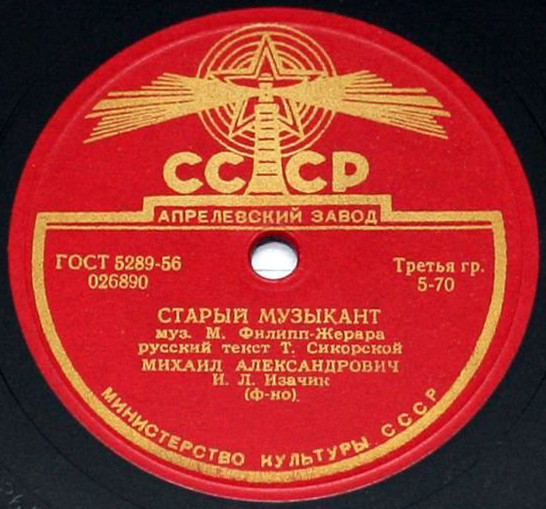 СССР
АПРЕЛЕВСКИЙ ЗАВОД
ГОСТ 5289-56
026890
Третья гр.
5-70
СТАРЫЙ МУЗЫКАНТ
муз. М. Филипп-Жерара
русский текст Т. Сикорской
МИХАИЛ АЛЕКСАНДРОВИЧ
И. Л. Изачик
(ф-но)
МИНИСТЕРСТВО КУЛЬТУРЫ СССР